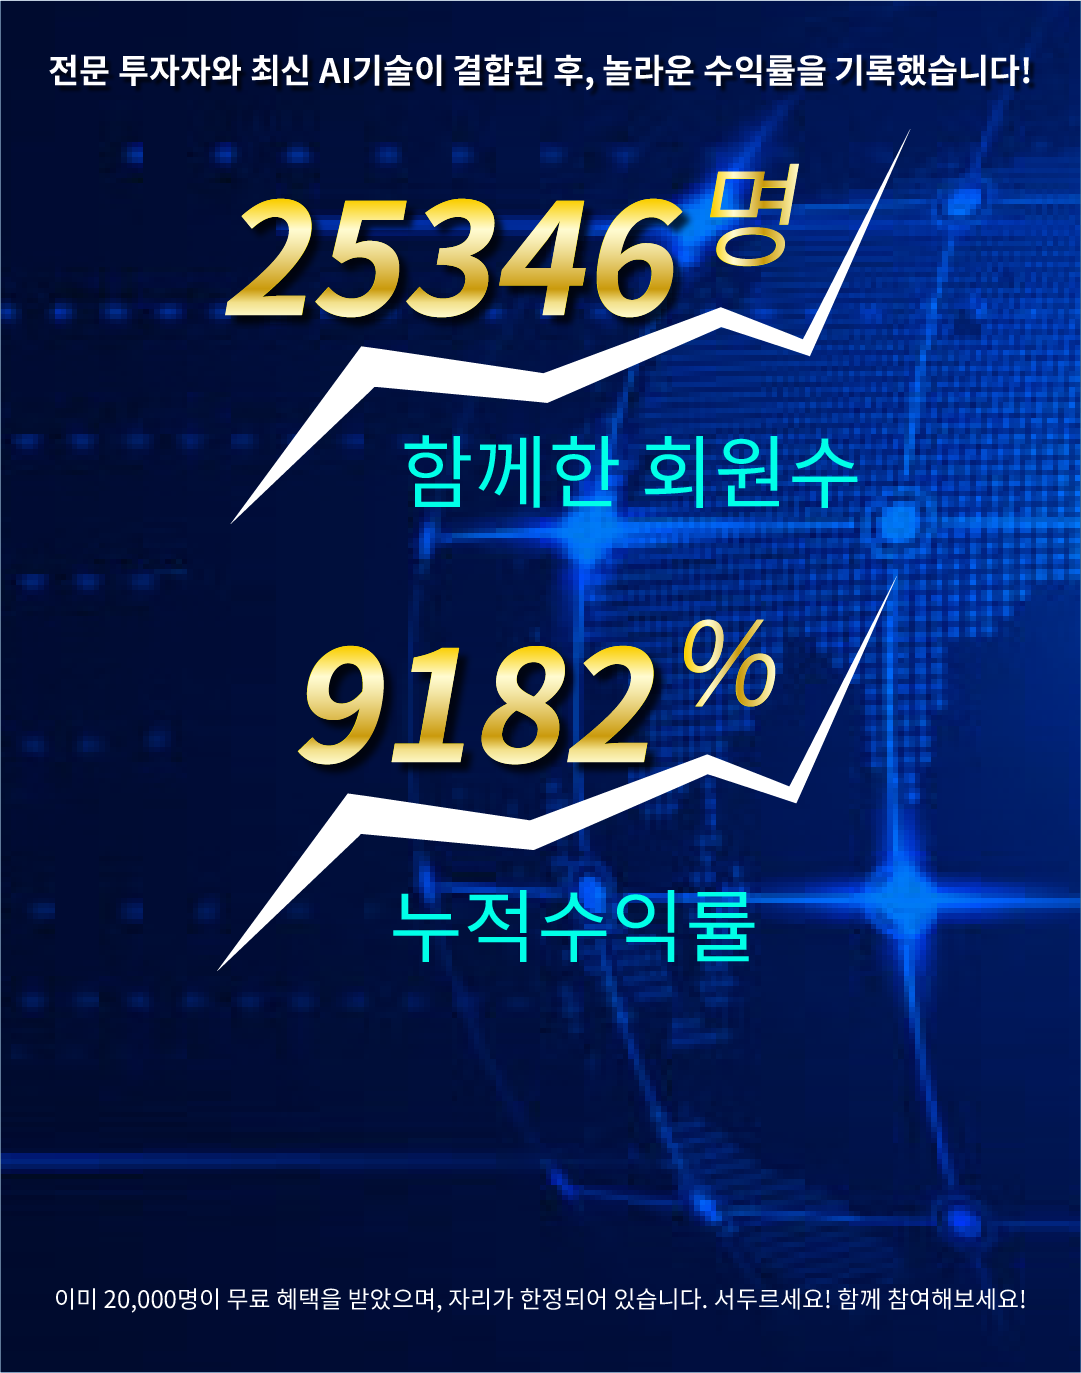 전문 투자자와 최신 AI기술이 결합된 후, 놀라운 수익률을 기록했습니다!
25346명
함께한 회원수
9182%
누적수익률
이미 20,000명이 무료 혜택을 받았으며, 자리가 한정되어 있습니다. 서두르세요! 함께 참여해보세요!